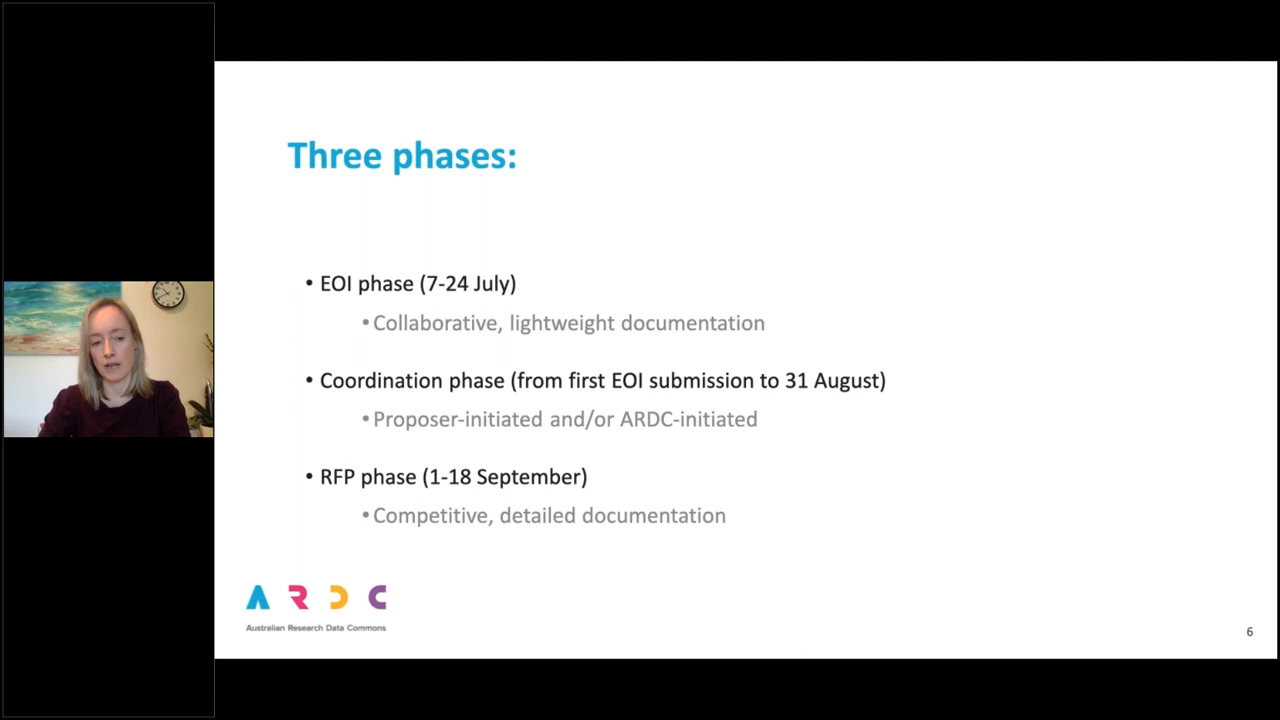 Three phases:
• EOI phase (7-24 July)
• Collaborative, lightweight documentation
• Coordination phase (from first EOI submission to 31 August)
• Proposer-initiated and/or ARDC-initiated
• RFP phase (1-18 September)
• Competitive, detailed documentation
ARDC
Australian Research Data Commons
6